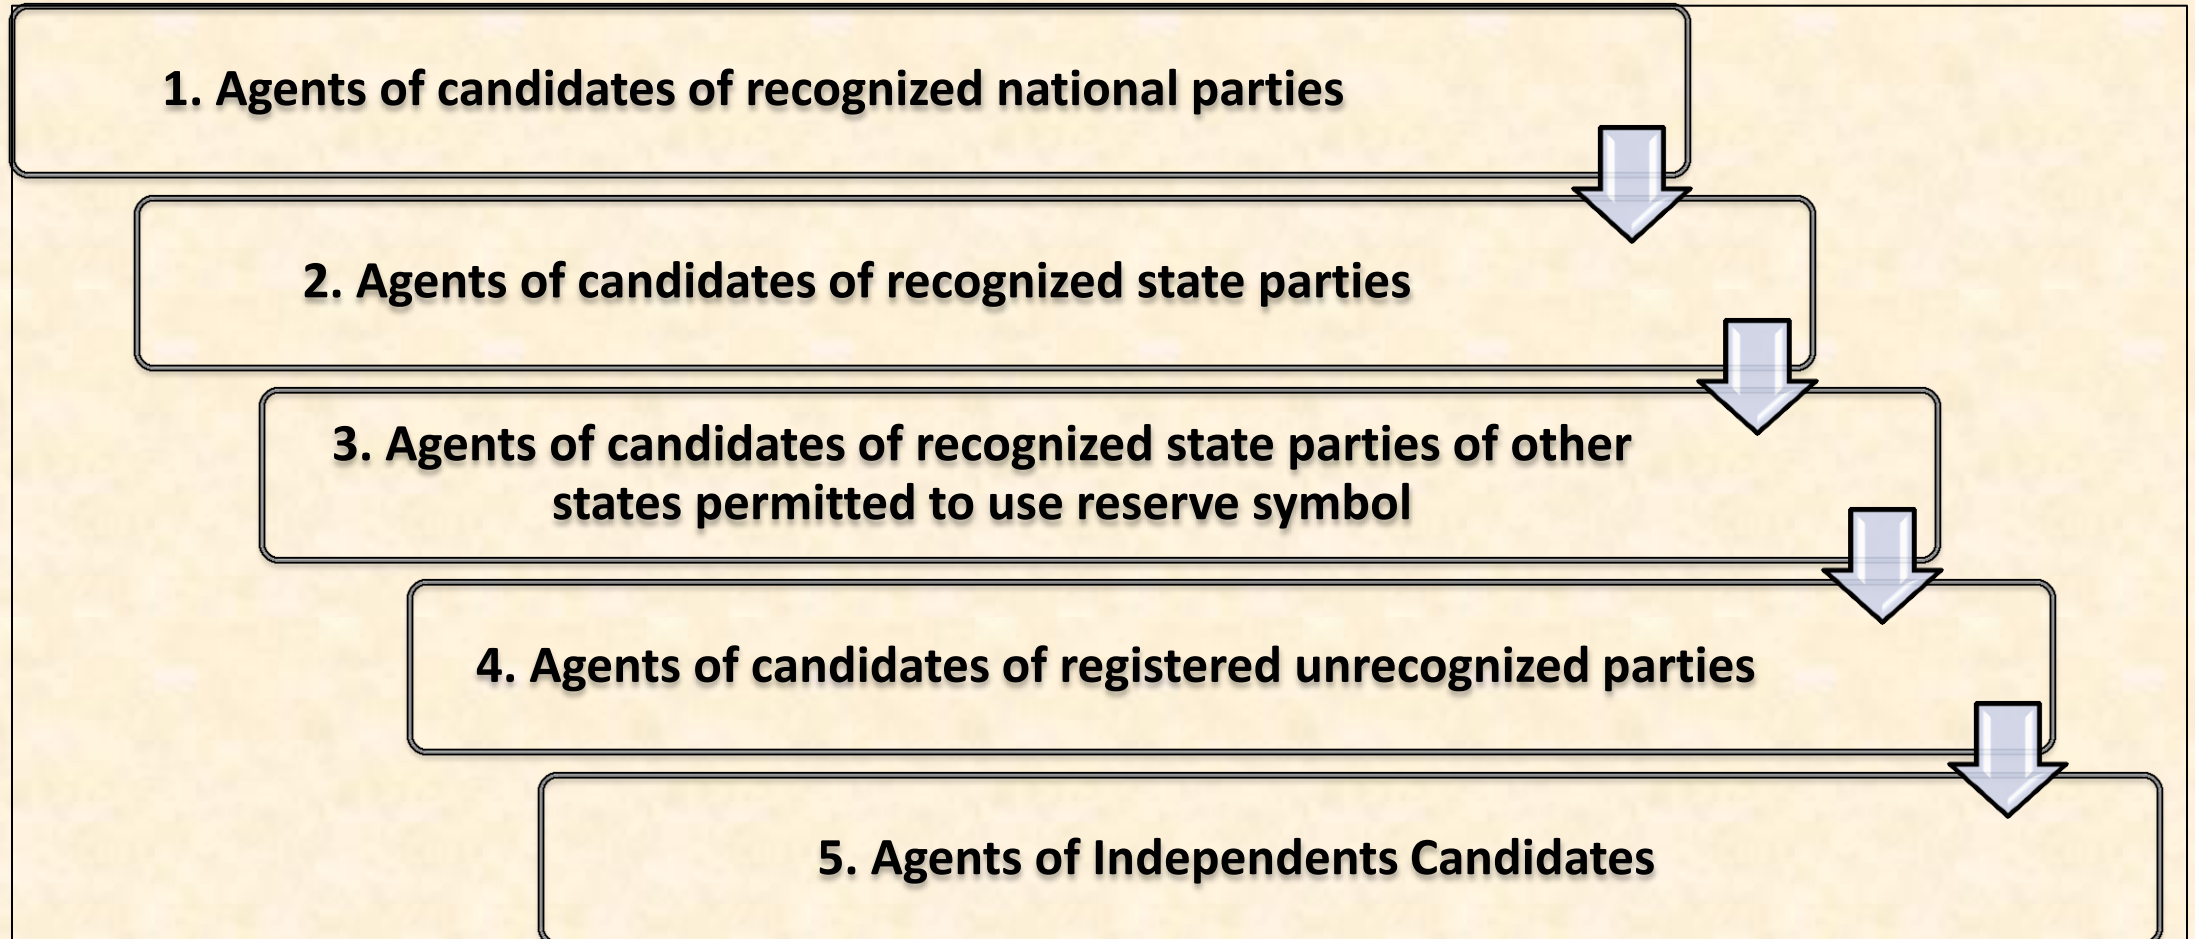 1. Agents of candidates of recognized national parties
2. Agents of candidates of recognized state parties
3. Agents of candidates of recognized state parties of other
states permitted to use reserve symbol
4. Agents of candidates of registered unrecognized parties
5. Agents of Independents Candidates